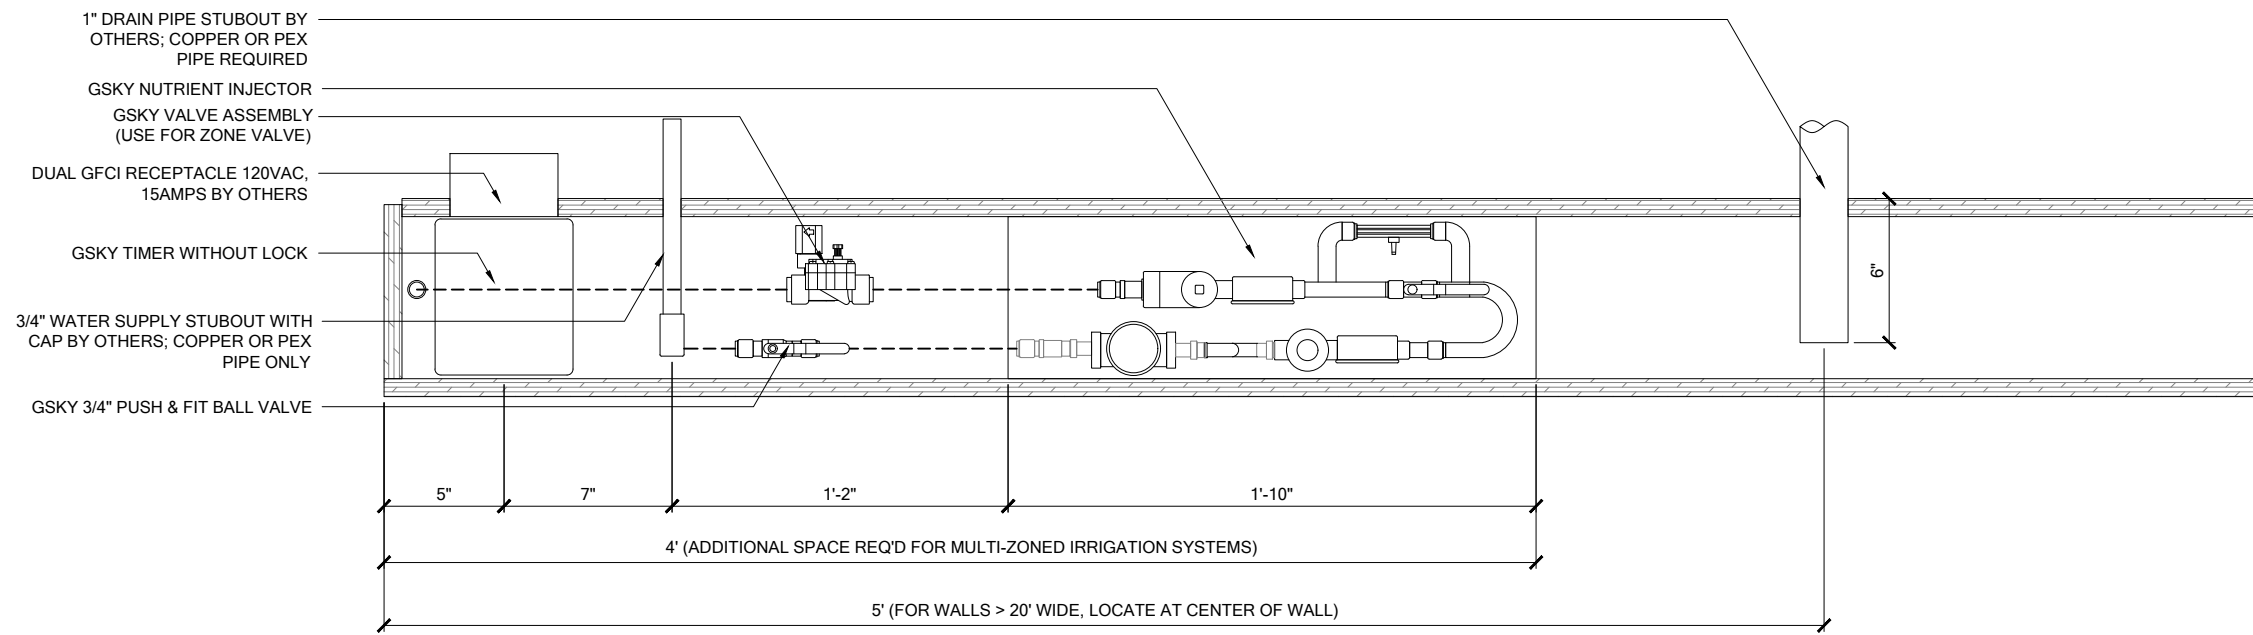 1" DRAIN PIPE STUBOUT BY
OTHERS; COPPER OR PEX
PIPE REQUIRED
GSKY NUTRIENT INJECTOR
GSKY VALVE ASSEMBLY
(USE FOR ZONE VALVE)
DUAL GFCI RECEPTACLE 120VAC,
15AMPS BY OTHERS
GSKY TIMER WITHOUT LOCK
3/4" WATER SUPPLY STUBOUT WITH
CAP BY OTHERS; COPPER OR PEX
PIPE ONLY
GSKY 3/4" PUSH & FIT BALL VALVE
6"
5"
7"
1'-2"
1'-10"
4' (ADDITIONAL SPACE REQ'D FOR MULTI-ZONED IRRIGATION SYSTEMS)
5' (FOR WALLS > 20' WIDE, LOCATE AT CENTER OF WALL)